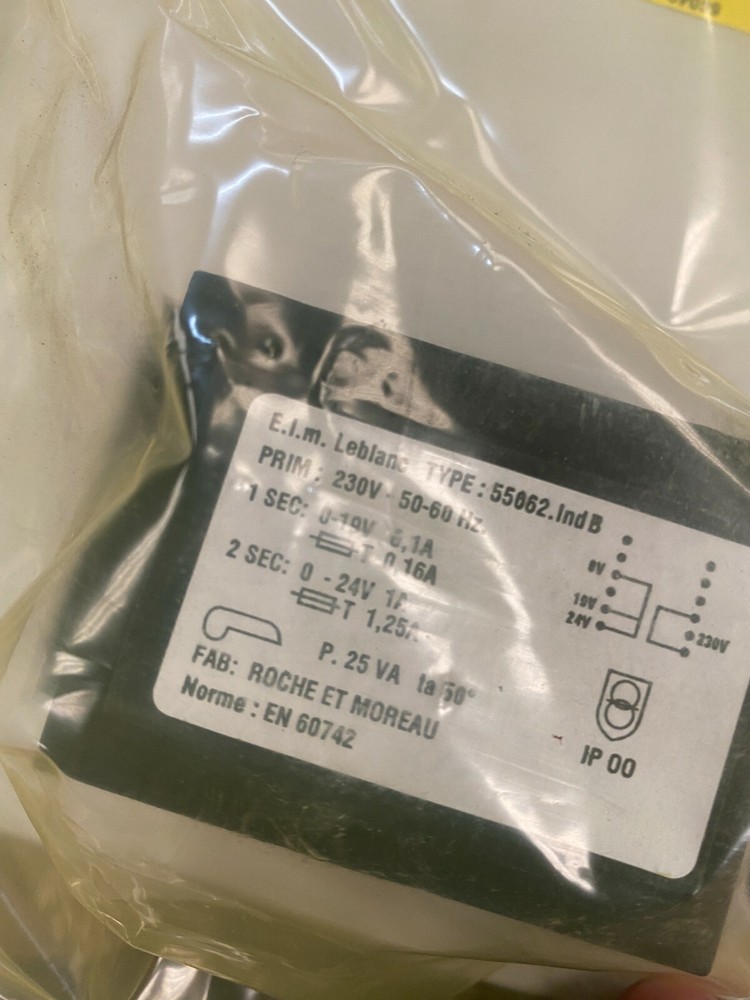 E.l.m. Leblanc TYPE : 55062.Ind B
PRIM : 230V - 50-60 Hz.
1 SEC: 0-19V 0,1A
T 0,16A
2 SEC: 0 - 24V 1A
T 1,25A
P. 25 VA ta 50°
FAB: ROCHE ET MOREAU
Norme : EN 60742
0V
19V
24V
230V
IP 00